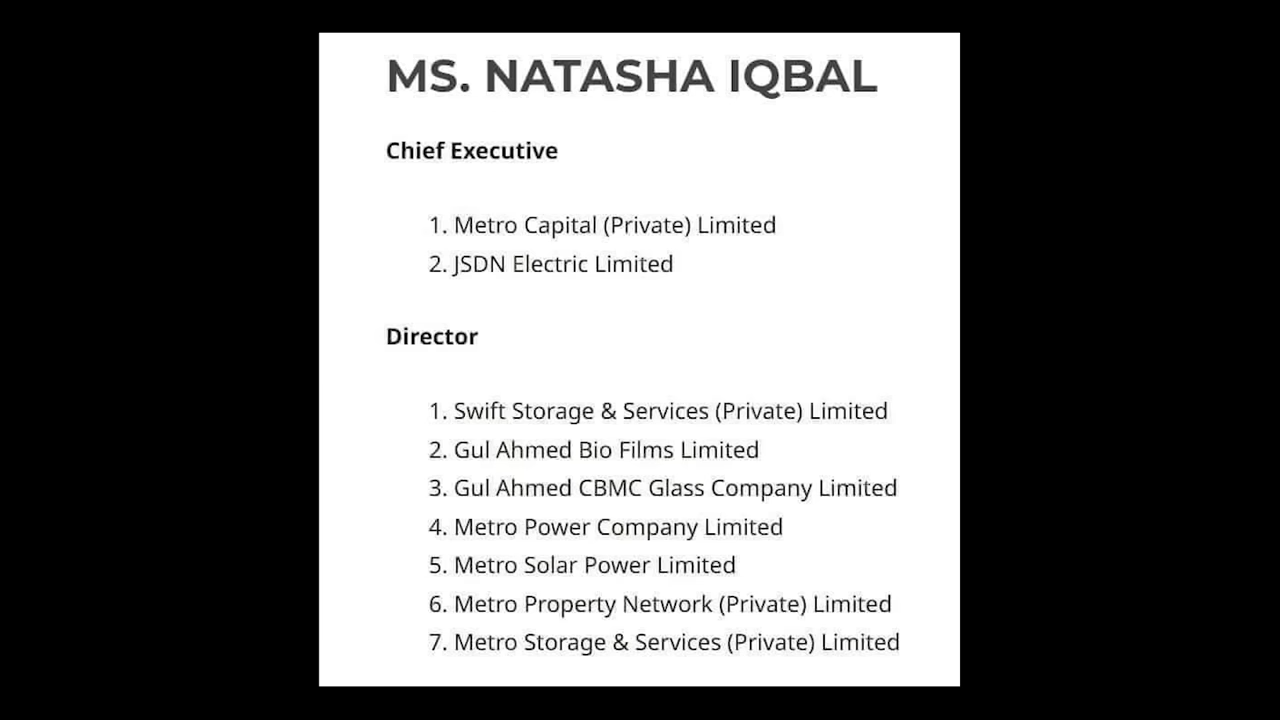 MS. NATASHA IQBAL
Chief Executive
1. Metro Capital (Private) Limited
2. JSDN Electric Limited
Director
1. Swift Storage & Services (Private) Limited
2. Gul Ahmed Bio Films Limited
3. Gul Ahmed CBMC Glass Company Limited
4. Metro Power Company Limited
5. Metro Solar Power Limited
6. Metro Property Network (Private) Limited
7. Metro Storage & Services (Private) Limited